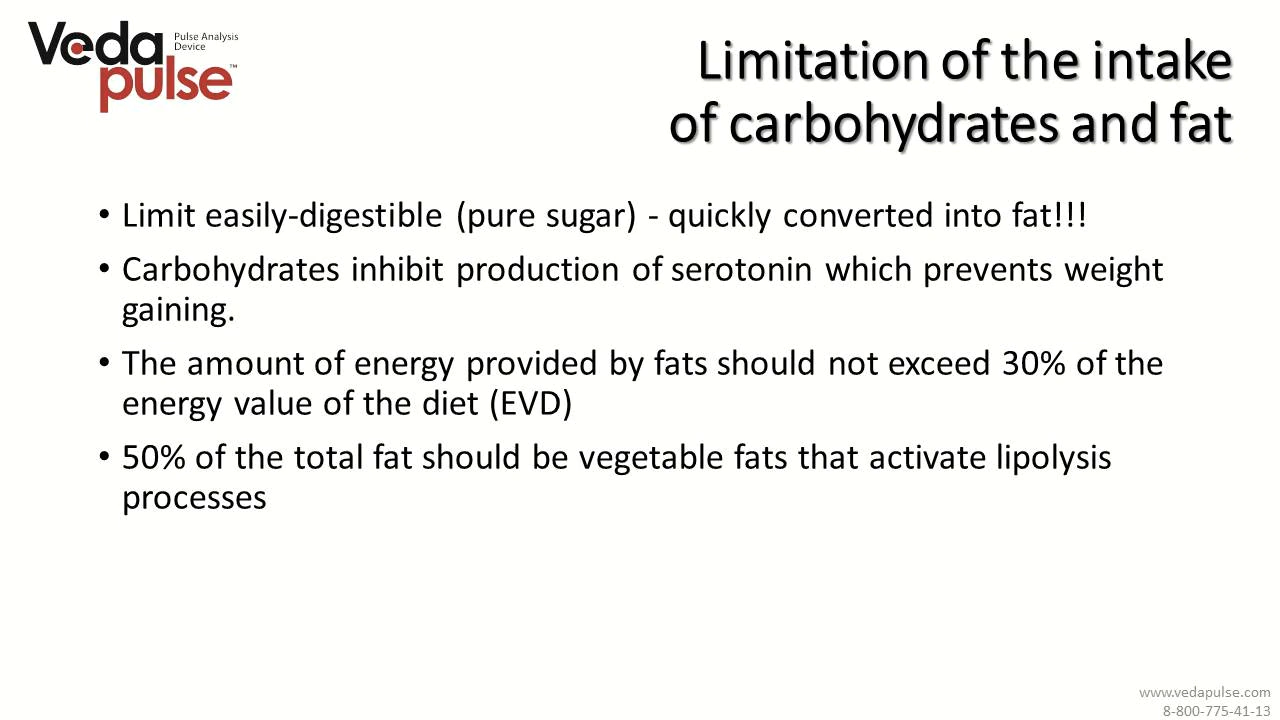 Veda
pulse™
Pulse Analysis
Device
Limitation of the intake
of carbohydrates and fat
• Limit easily-digestible (pure sugar) - quickly converted into fat!!!
• Carbohydrates inhibit production of serotonin which prevents weight
gaining.
• The amount of energy provided by fats should not exceed 30% of the
energy value of the diet (EVD)
• 50% of the total fat should be vegetable fats that activate lipolysis
processes
www.vedapulse.com
8-800-775-41-13